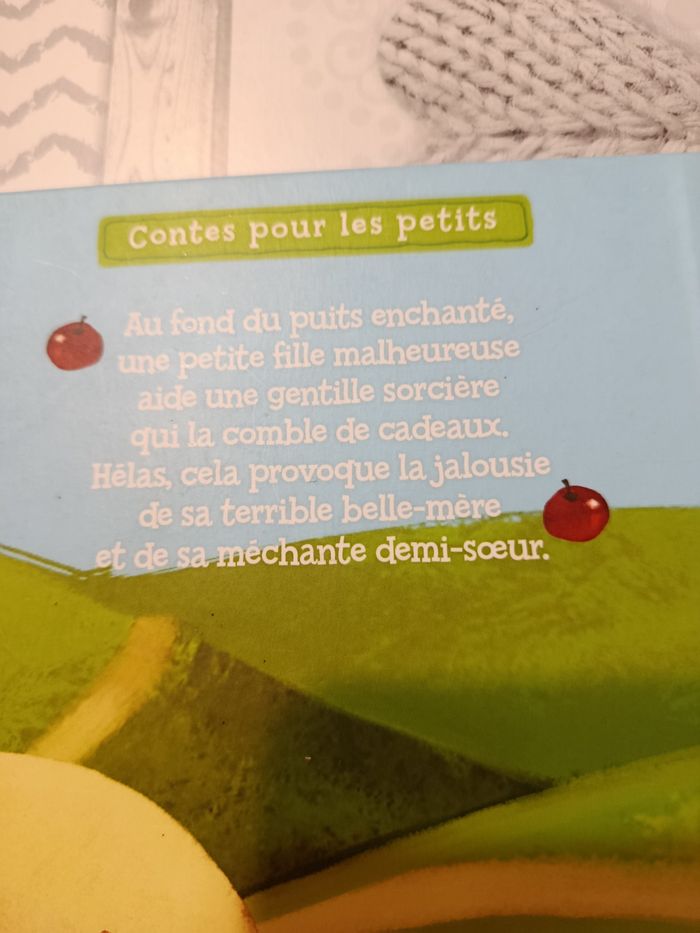 Contes pour les petits
Au fond du puits enchanté,
une petite fille malheureuse
aide une gentille sorcière
qui la comble de cadeaux.
Hélas, cela provoque la jalousie
de sa terrible belle-mère
et de sa méchante demi-sœur.